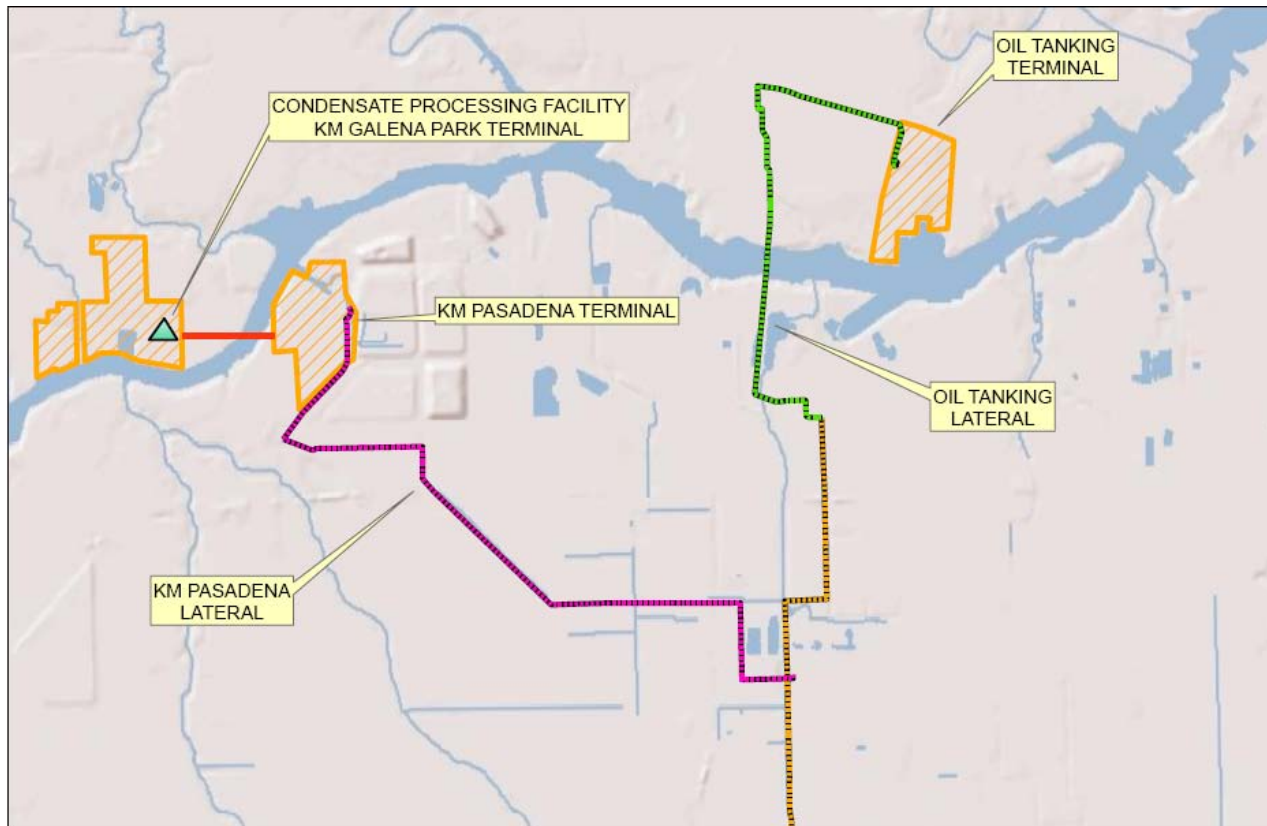 OIL TANKING
TERMINAL
CONDENSATE PROCESSING FACILITY
KM GALENA PARK TERMINAL
KM PASADENA TERMINAL
OIL TANKING
LATERAL
KM PASADENA
LATERAL